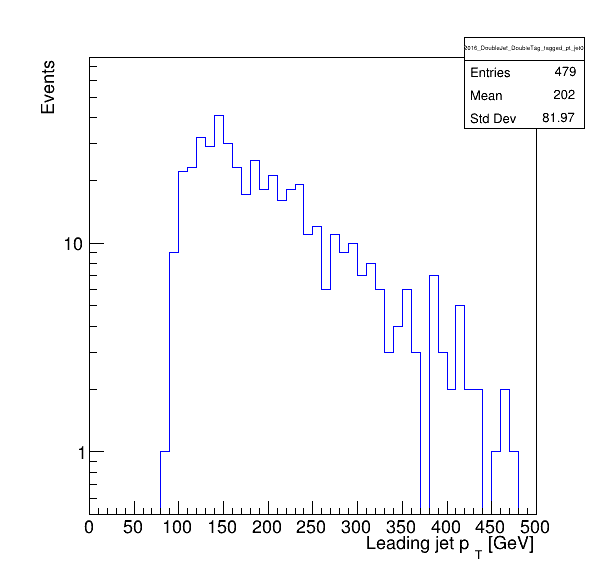 2016_DoubleJet_DoubleTag_tagged_pt_jet0
Entries 479
Mean 202
Std Dev 81.97
Events
10
1
0 50 100 150 200 250 300 350 400 450 500
Leading jet p T [GeV]